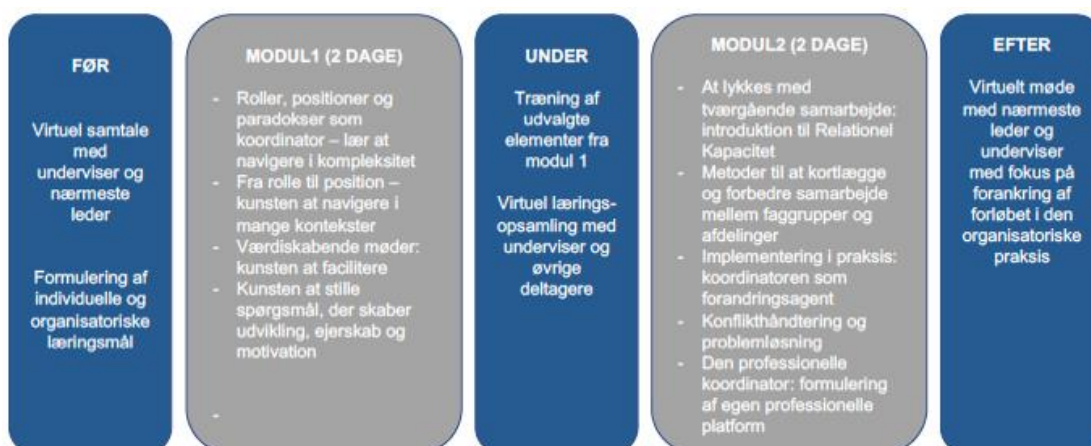 FØR
Virtuel samtale
med
underviser og
nærmeste
leder
Formulering af
individuelle og
organisatoriske
læringsmål
MODUL1 (2 DAGE)
- Roller, positioner og
paradokser som
koordinator – lær at
navigere i kompleksitet
- Fra rolle til position –
kunsten at navigere i
mange kontekster
- Værdiskabende møder:
kunsten at facilitere
- Kunsten at stille
spørgsmål, der skaber
udvikling, ejerskab og
motivation
-
UNDER
Træning af
udvalgte
elementer fra
modul 1
Virtuel lærings-
opsamling med
underviser og
øvrige
deltagere
MODUL2 (2 DAGE)
- At lykkes med
tværgående samarbejde:
introduktion til Relationel
Kapacitet
- Metoder til at kortlægge
og forbedre samarbejde
mellem faggrupper og
afdelinger
- Implementering i praksis:
koordinatoren som
forandringsagent
- Konflikthåndtering og
problemløsning
- Den professionelle
koordinator: formulering
af egen professionelle
platform
EFTER
Virtuelt møde
med nærmeste
leder og
underviser
med fokus på
forankring af
forløbet i den
organisatoriske
praksis